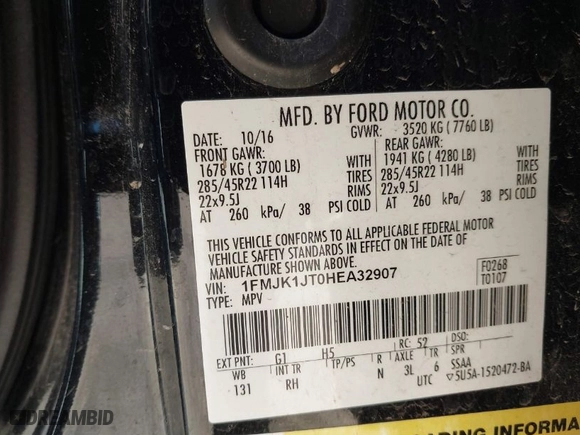 MFD. BY FORD MOTOR CO.
DATE: 10/16 GVWR: 3520 KG ( 7760 LB)
FRONT GAWR: REAR GAWR:
1678 KG ( 3700 LB) WITH 1941 KG ( 4280 LB) WITH
285/45R22 114H TIRES 285/45R22 114H TIRES
22x9.5J RIMS 22x9.5J RIMS
AT 260 kPa/ 38 PSI COLD AT 260 kPa/ 38 PSI COLD
THIS VEHICLE CONFORMS TO ALL APPLICABLE FEDERAL MOTOR
VEHICLE SAFETY STANDARDS IN EFFECT ON THE DATE OF
MANUFACTURE SHOWN ABOVE.
VIN: 1FMJK1JT0HEA32907 F0268
TYPE: MPV T0107
EXT PNT: G1 H5 RC: 52 DSO:
WB INT TR TP/PS R AXLE TR SPR
131 RH N 3L 6 SSAA
UTC ▽5U5A-1520472-BA
DREAMBID
INFORMA